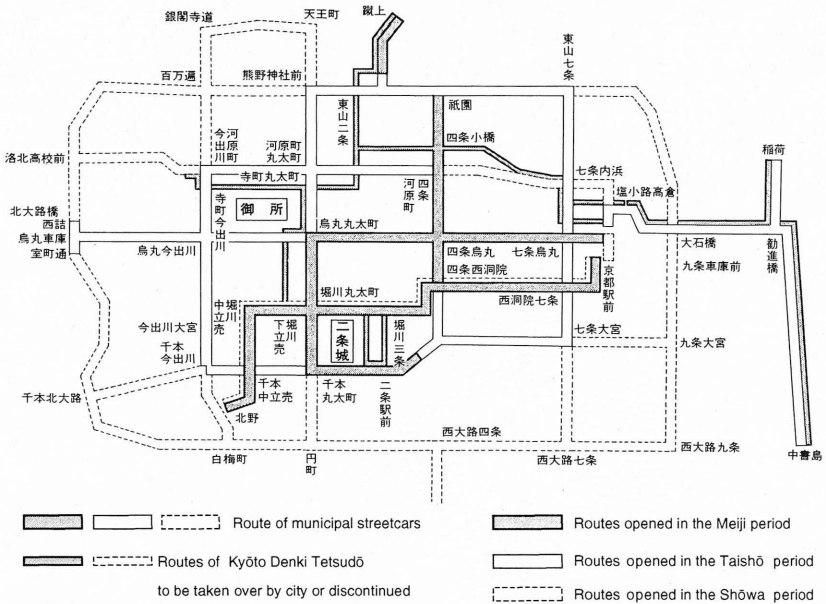 銀閣寺道
天王町
蹴上
東山七条
百万遍
熊野神社前
東山二条
祇園
今出川
河原町
河原町
丸太町
四条小橋
洛北高校前
寺町丸太町
七条内浜
稲荷
塩小路高倉
寺町今出川
御所
四条
河原町
北大路橋
西詰
烏丸丸太町
烏丸車庫
室町通
烏丸今出川
四条烏丸
七条烏丸
大石橋
勧進橋
四条西洞院
京都駅前
九条車庫前
堀川丸太町
西洞院七条
堀川
中立売
今出川大宮
堀川
下立売
二条城
堀川三条
七条大宮
九条大宮
千本
今出川
千本北大路
千本
中立売
千本
丸太町
二条駅前
北野
西大路四条
西大路九条
中書島
白梅町
円町
西大路七条
Route of municipal streetcars
Routes of Kyōto Denki Tetsudō
to be taken over by city or discontinued
Routes opened in the Meiji period
Routes opened in the Taishō period
Routes opened in the Shōwa period